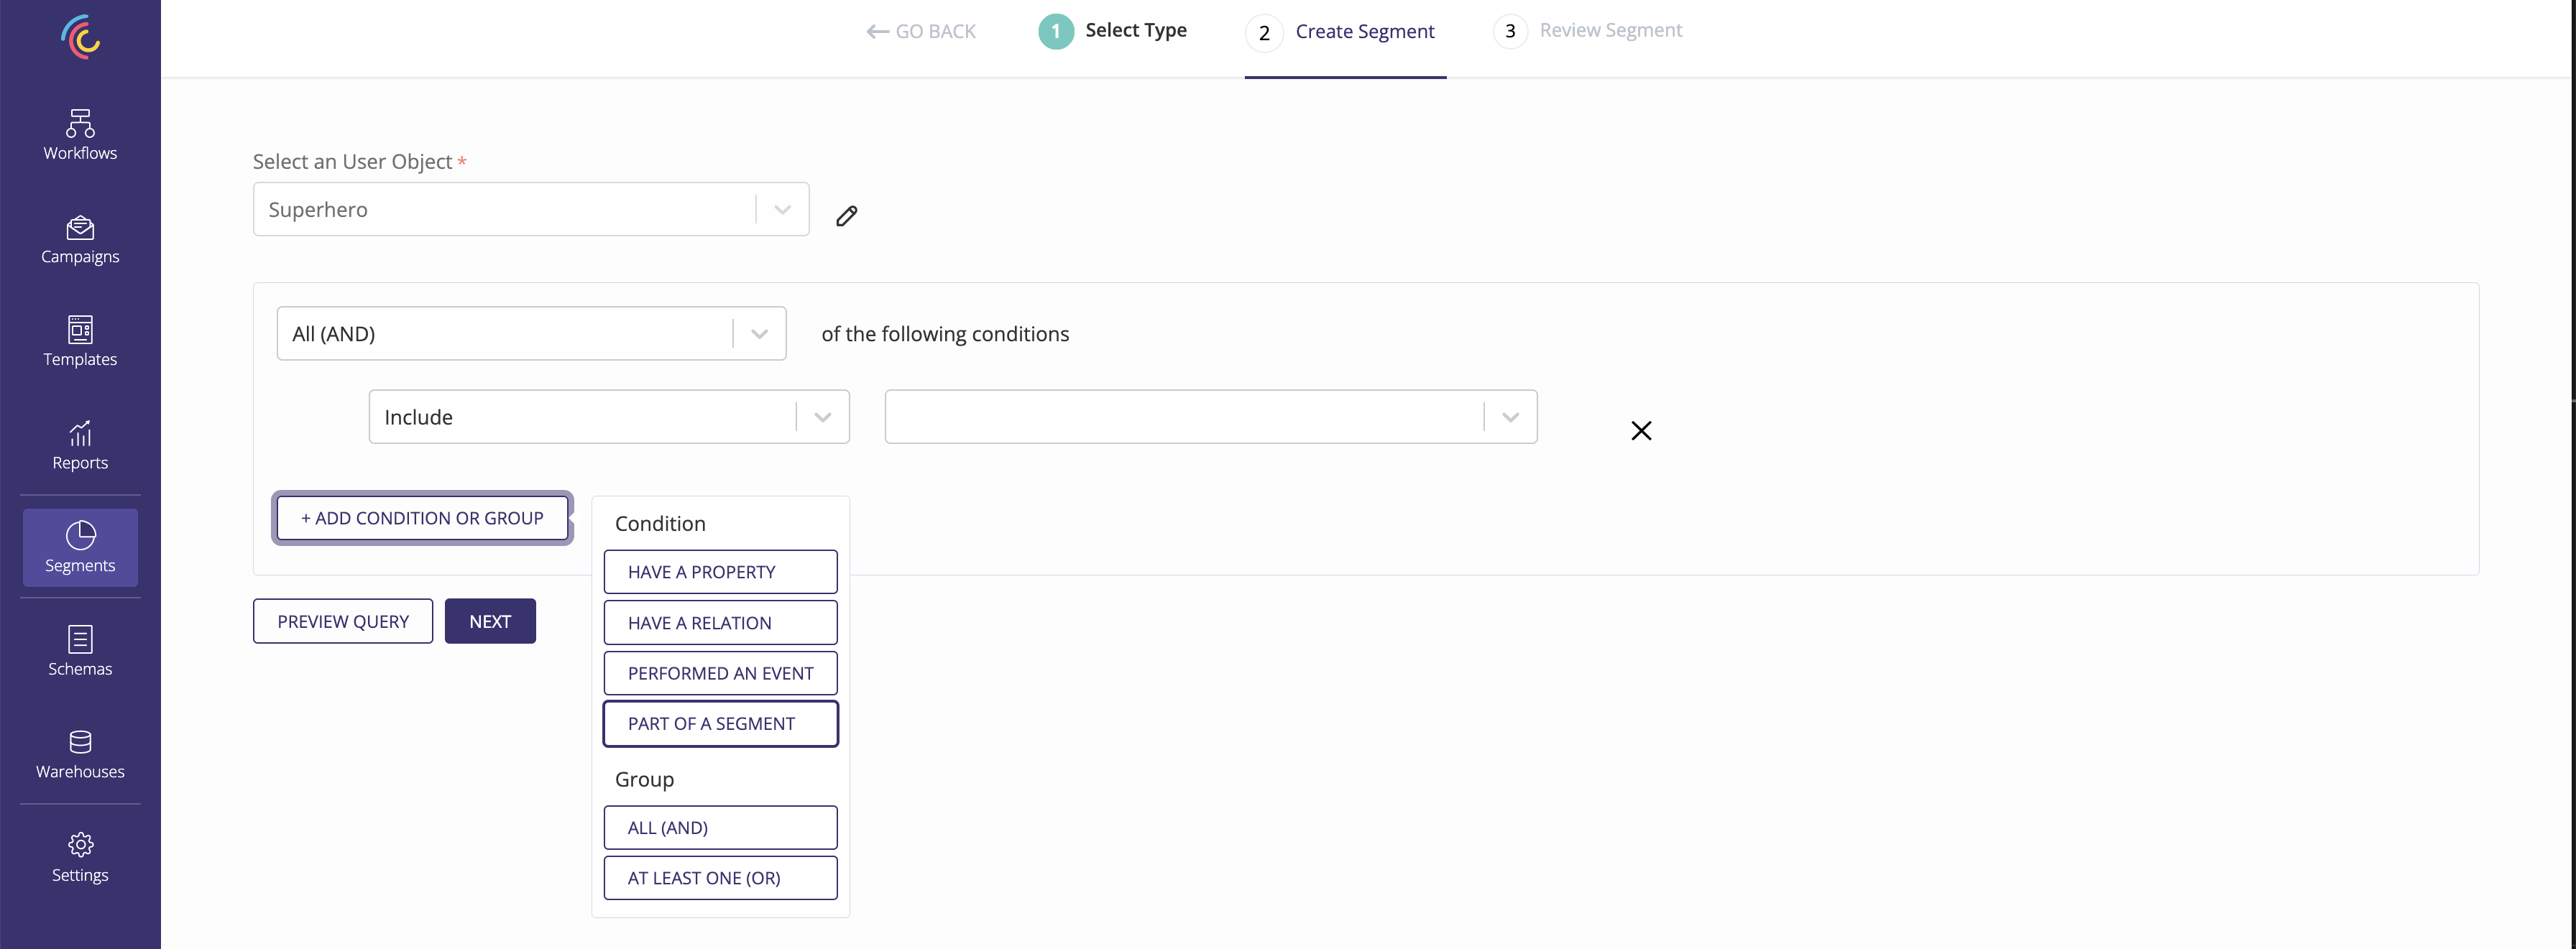 GO BACK
1 Select Type
2 Create Segment
3 Review Segment
Workflows
Campaigns
Templates
Reports
Segments
Schemas
Warehouses
Settings
Select an User Object *
Superhero
All (AND) of the following conditions
Include
+ ADD CONDITION OR GROUP
Condition
HAVE A PROPERTY
HAVE A RELATION
PERFORMED AN EVENT
PART OF A SEGMENT
Group
ALL (AND)
AT LEAST ONE (OR)
PREVIEW QUERY
NEXT